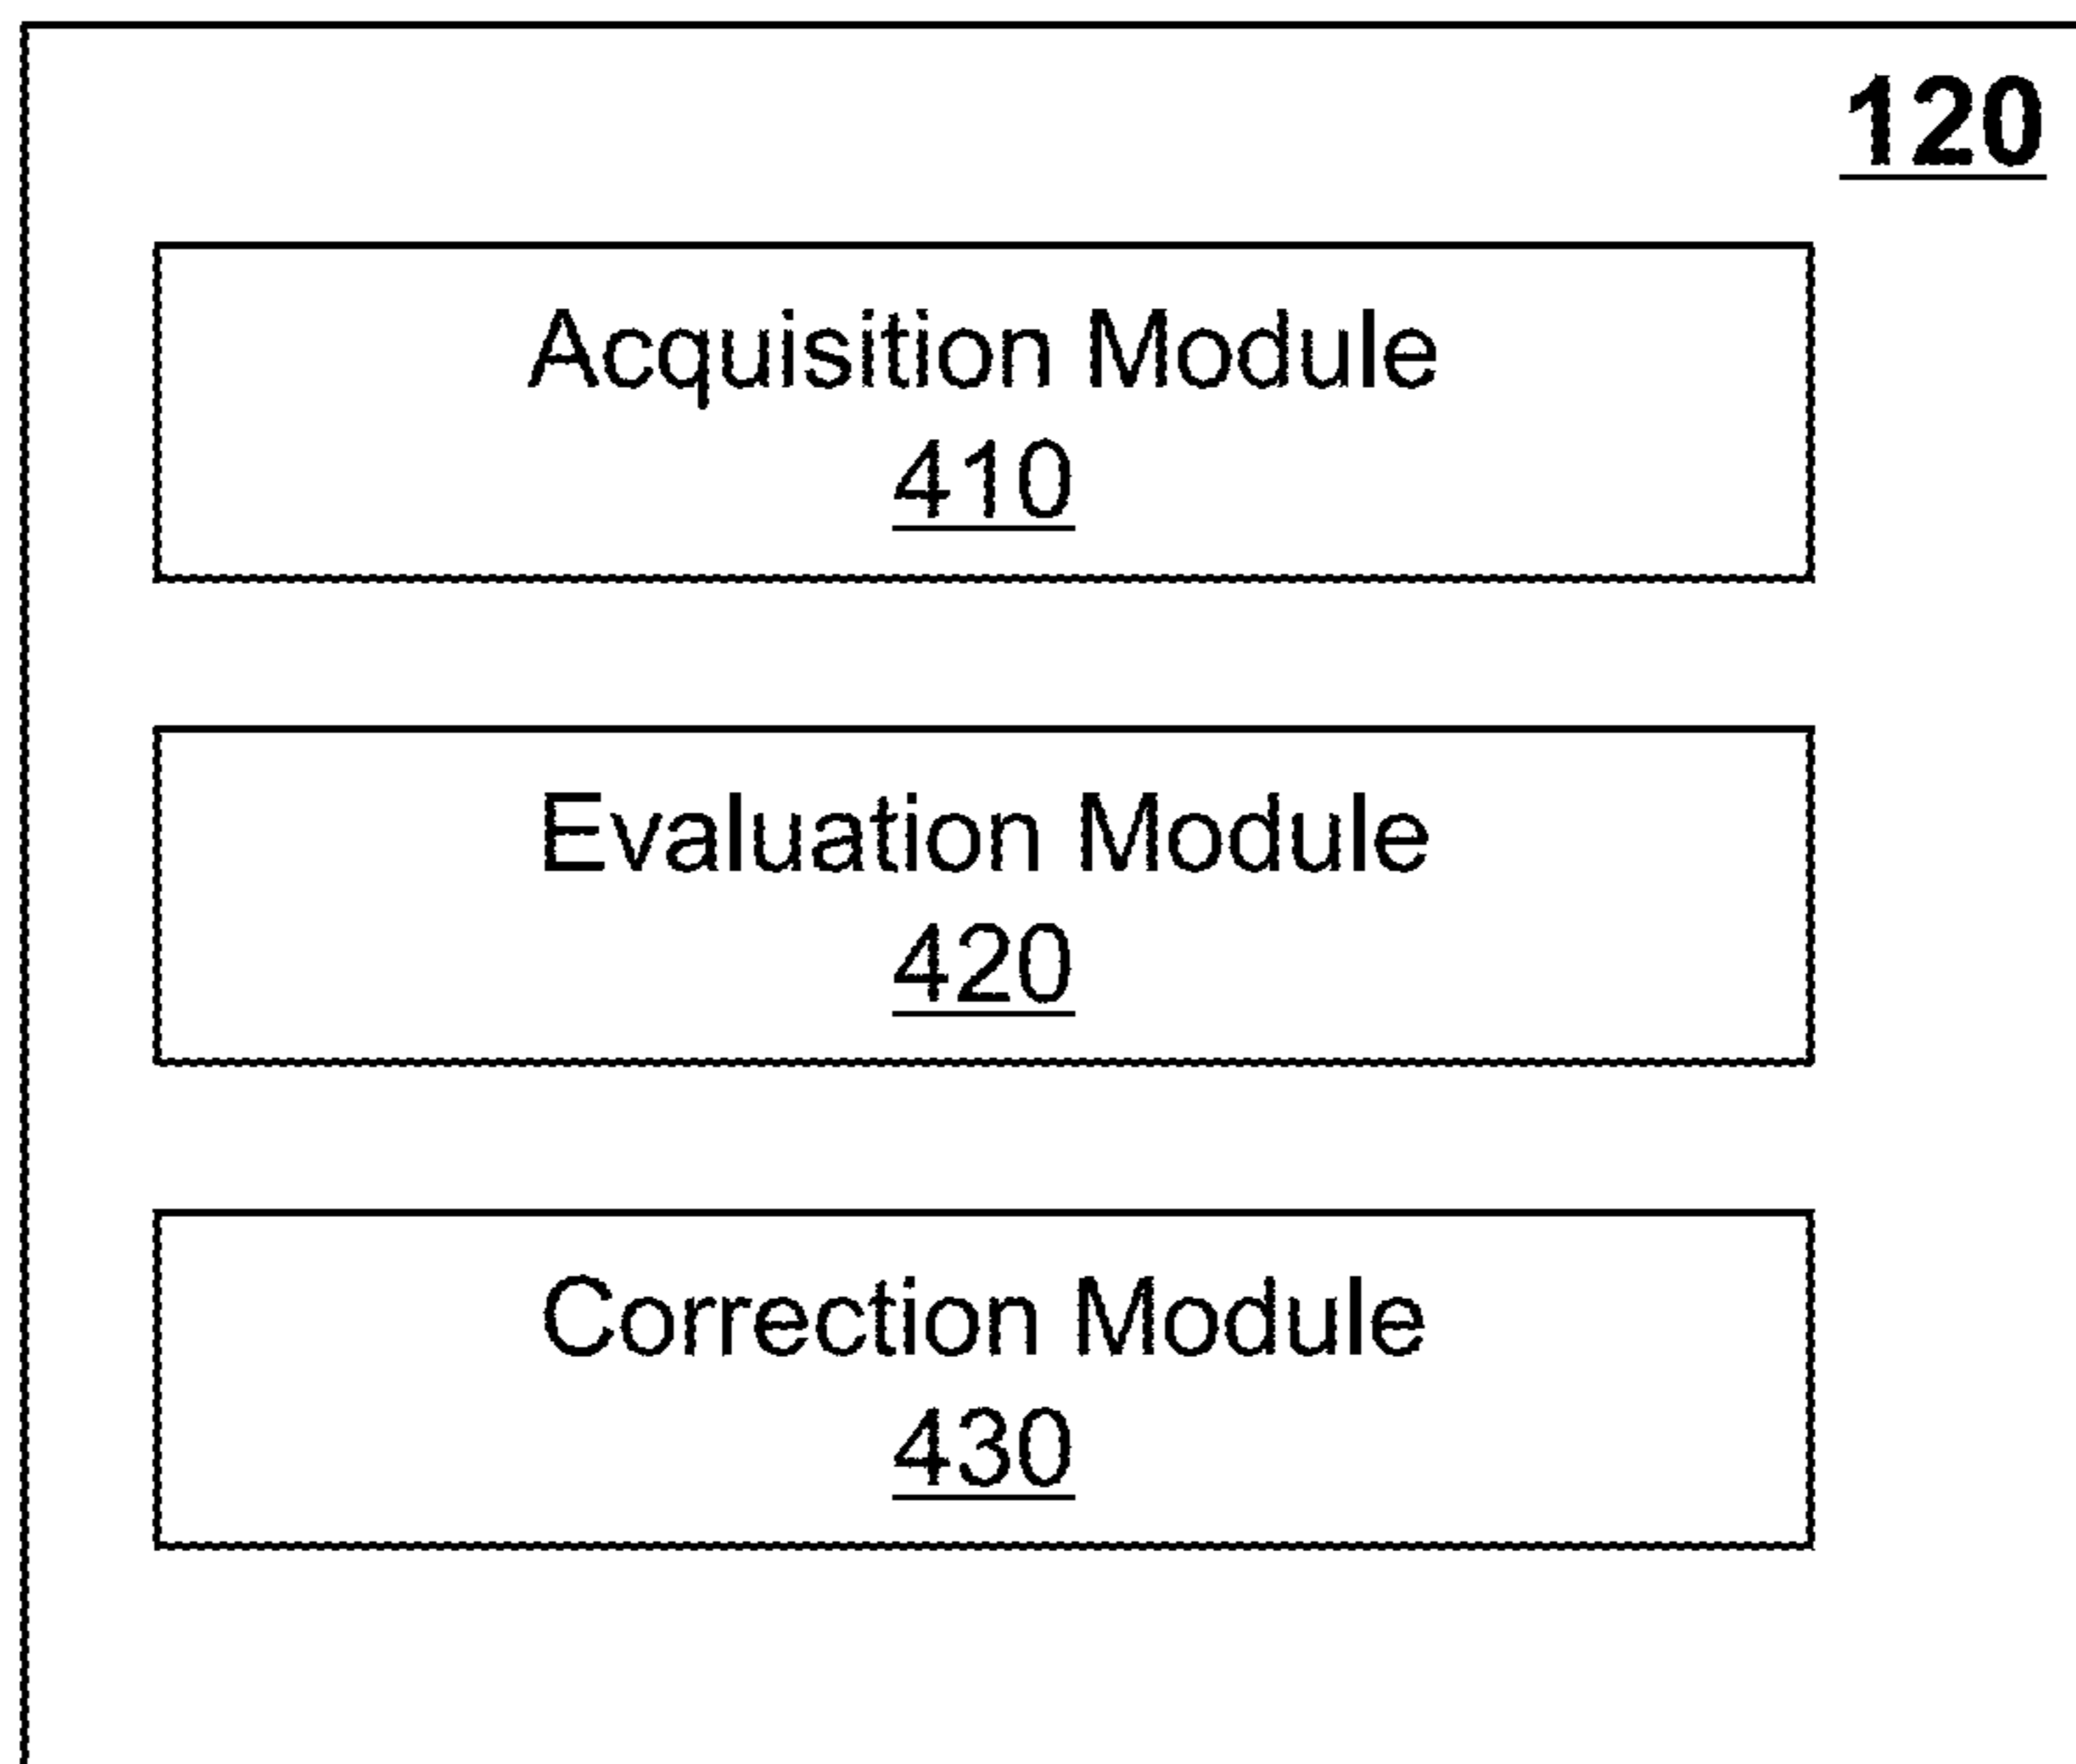 120
Acquisition Module
410
Evaluation Module
420
Correction Module
430